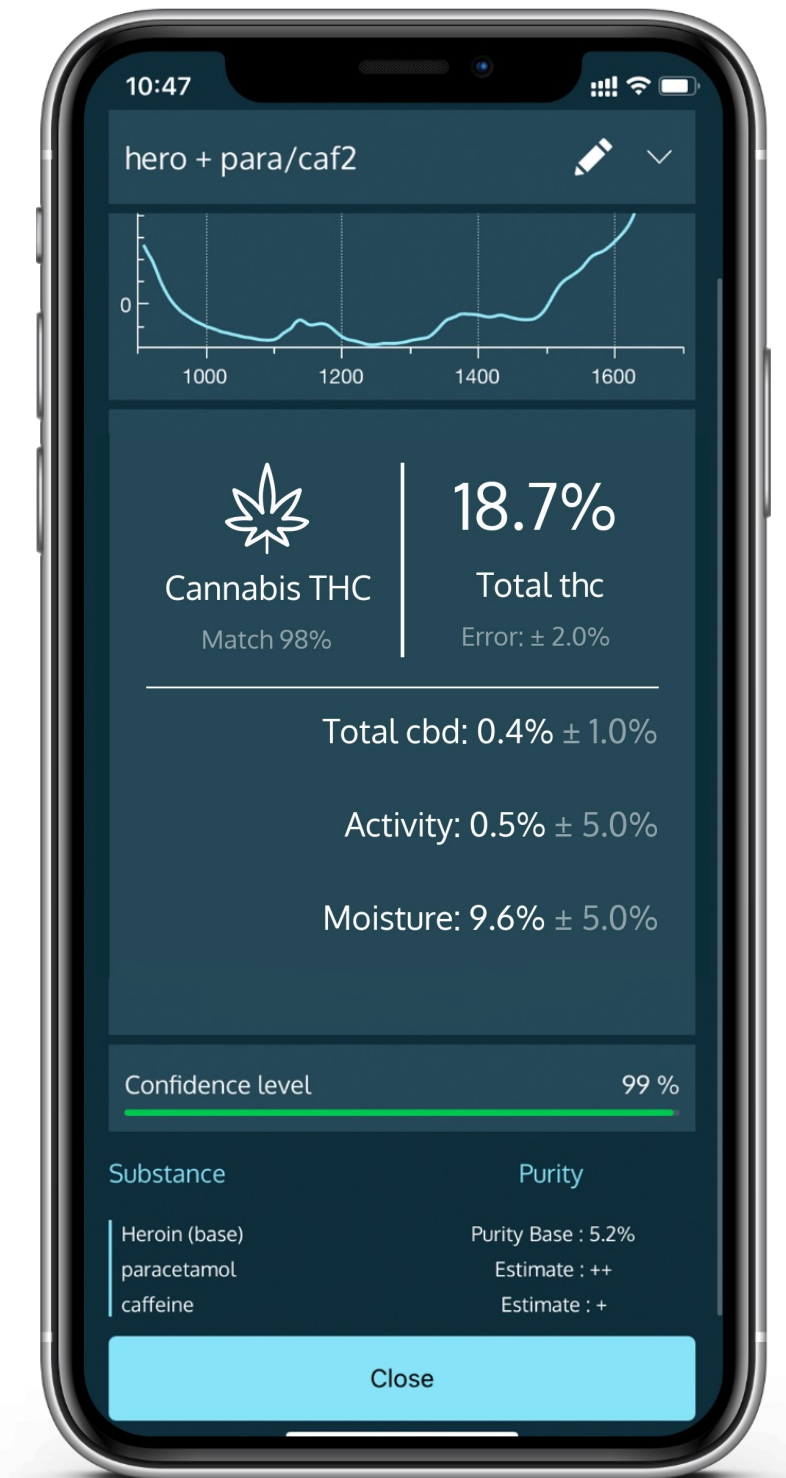 10:47
hero + para/caf2
0
1000 1200 1400 1600
18.7%
Cannabis THC Total thc
Match 98% Error: ± 2.0%
Total cbd: 0.4% ± 1.0%
Activity: 0.5% ± 5.0%
Moisture: 9.6% ± 5.0%
Confidence level 99 %
Substance Purity
Heroin (base) Purity Base : 5.2%
paracetamol Estimate : ++
caffeine Estimate : +
Close